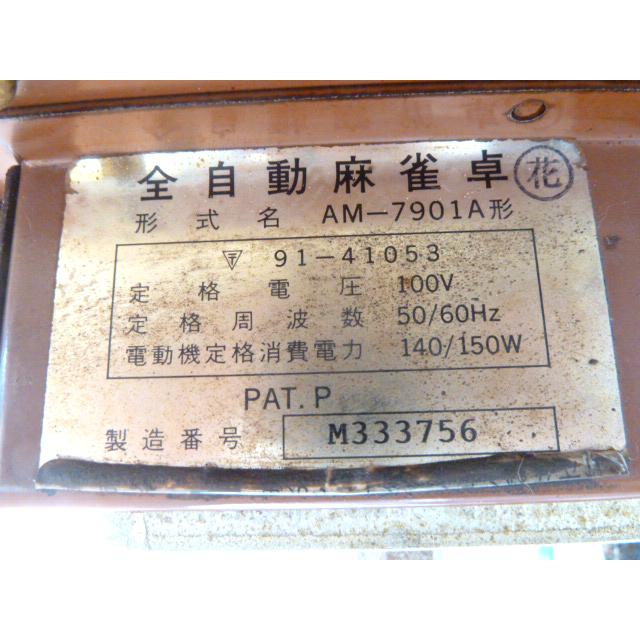 全自動麻雀卓 花
形式名 AM-7901A形
〒 91-41053
定格電圧 100V
定格周波数 50/60Hz
電動機定格消費電力 140/150W
PAT.P
製造番号 M333756